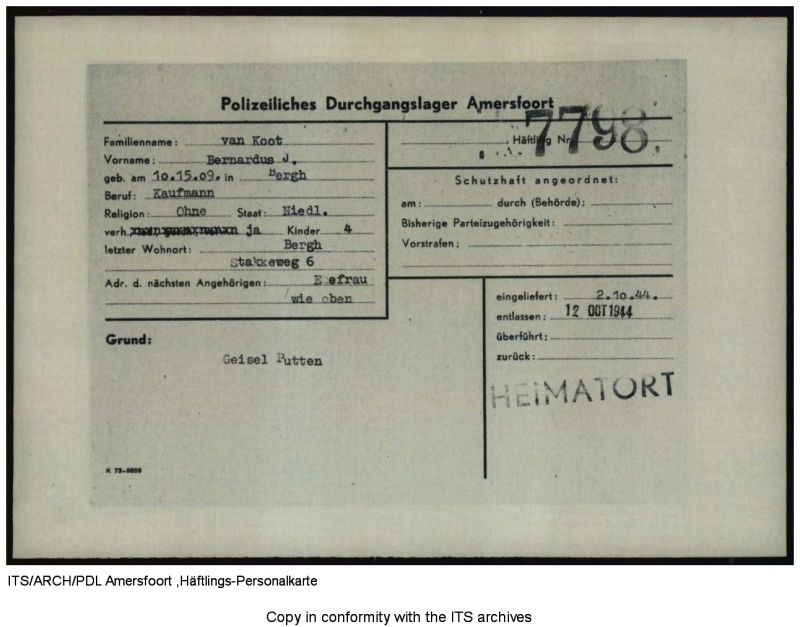 Polizeiliches Durchgangslager Amersfoort
Familienname: van Koot
Vorname: Bernardus J.
geb. am 10.15.09. in Bergh
Beruf: Kaufmann
Religion: Ohne Staat: Niedl.
verh. ja Kinder 4
letzter Wohnort: Bergh
Stakkeweg 6
Adr. d. nächsten Angehörigen: Ehefrau
wie oben
Häftling Nr. 7798.
Schutzhaft angeordnet:
am: durch (Behörde);
Bisherige Parteizugehörigkeit:
Vorstrafen;
eingeliefert: 2.10.44.
entlassen: 12 OCT 1944
überführt:
zurück:
HEIMATORT
Grund:
Geisel Putten
ITS/ARCH/PDL Amersfoort ,Häftlings-Personalkarte
Copy in conformity with the ITS archives